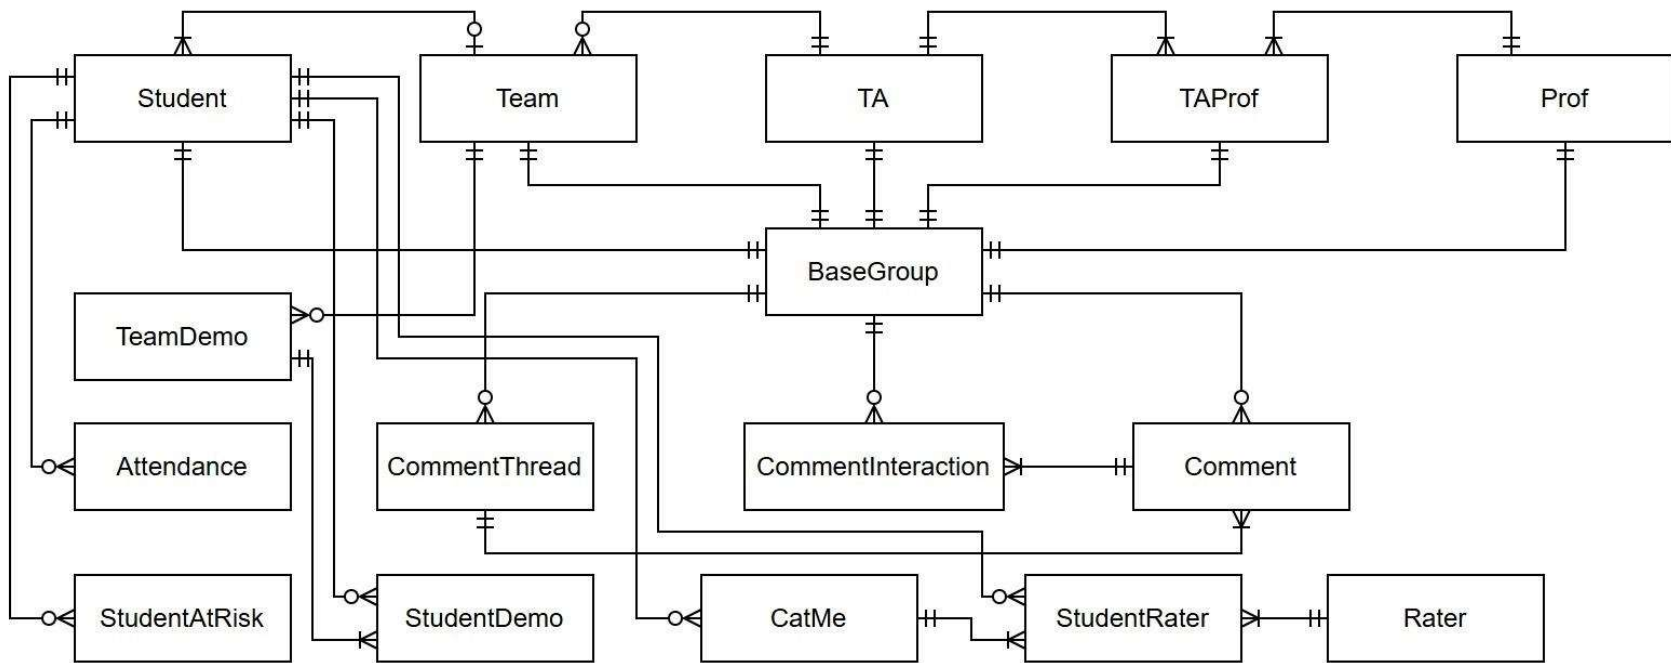 Student
Team
TA
TAProf
Prof
BaseGroup
TeamDemo
Attendance
CommentThread
CommentInteraction
Comment
StudentAtRisk
StudentDemo
CatMe
StudentRater
Rater